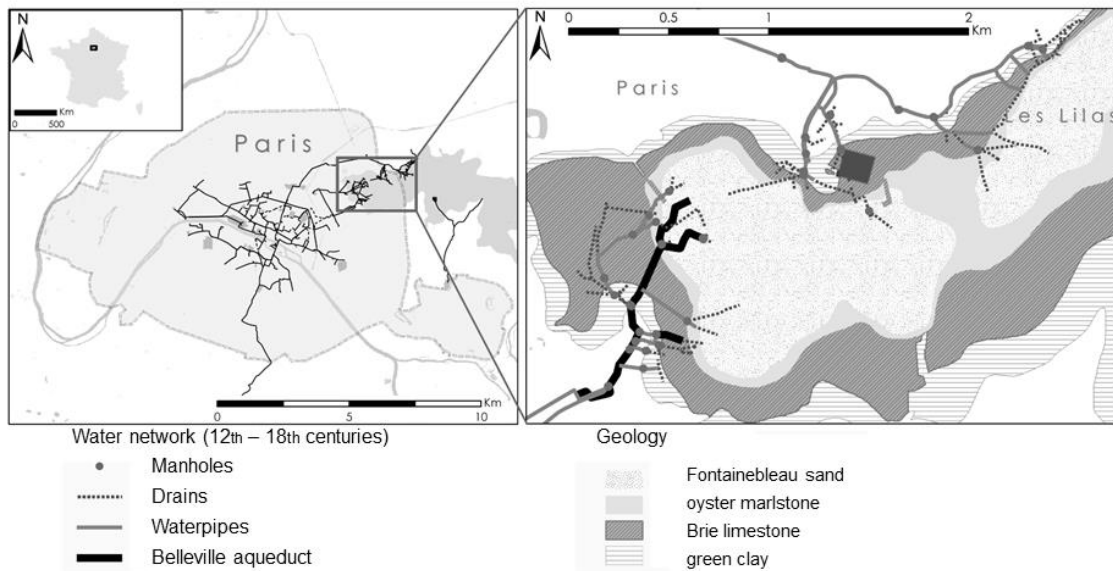 N
Km
0 500
Paris
Km
0 5 10
N
0 0.5 1 2
Km
Paris
Les Lilas
Water network (12th – 18th centuries)
Manholes
Drains
Waterpipes
Belleville aqueduct
Geology
Fontainebleau sand
oyster marlstone
Brie limestone
green clay